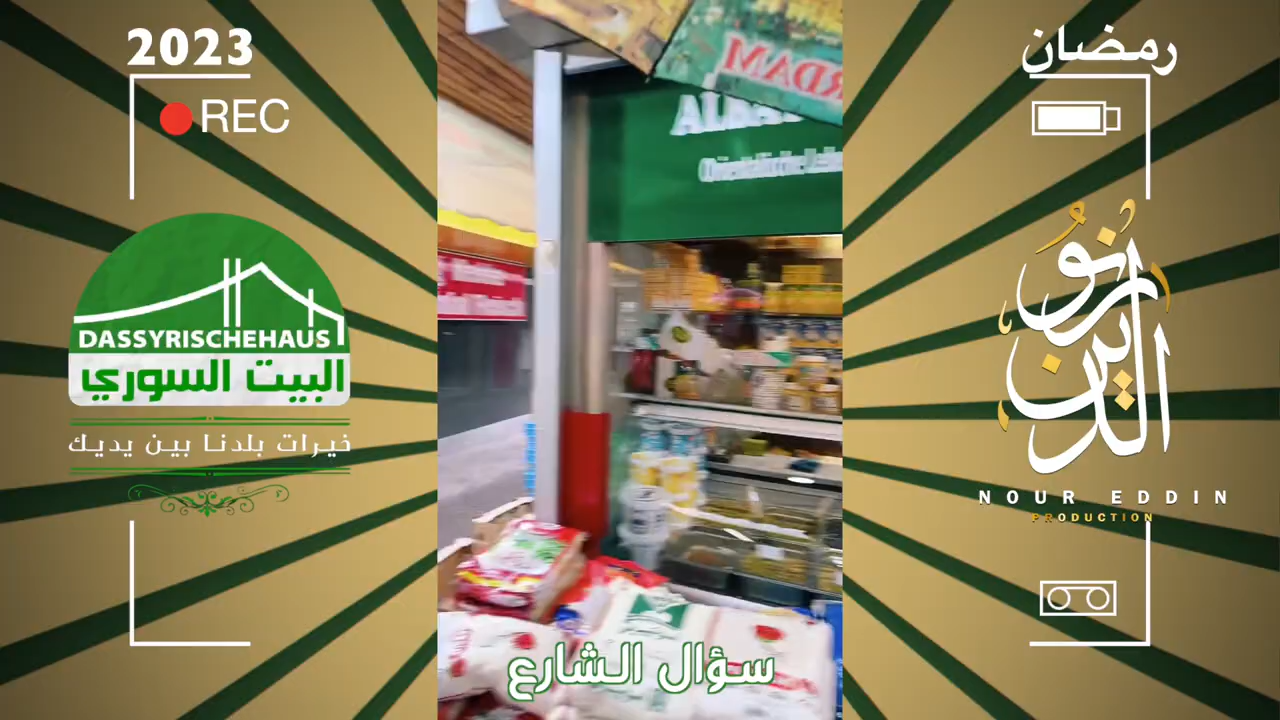 2023
REC
رمضان
DASSYRISCHEHAUS
البيت السوري
خيرات بلدنا بين يديك
نور الدين
NOUR EDDIN
PRODUCTION
سؤال الشارع